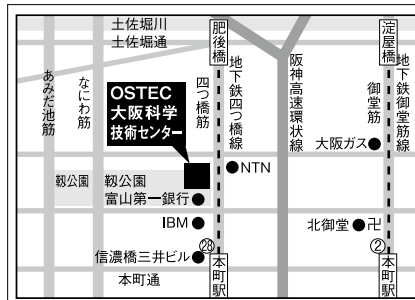 土佐堀川
土佐堀通
肥後橋
淀屋橋
あみだ池筋
なにわ筋
OSTEC
大阪科学
技術センター
四つ橋筋
地下鉄四つ橋線
阪神高速環状線
御堂筋
地下鉄御堂筋線
大阪ガス
NTN
靱公園
靱公園
富山第一銀行
IBM
北御堂
卍
信濃橋三井ビル
㉘
②
本町通
本町駅
本町駅